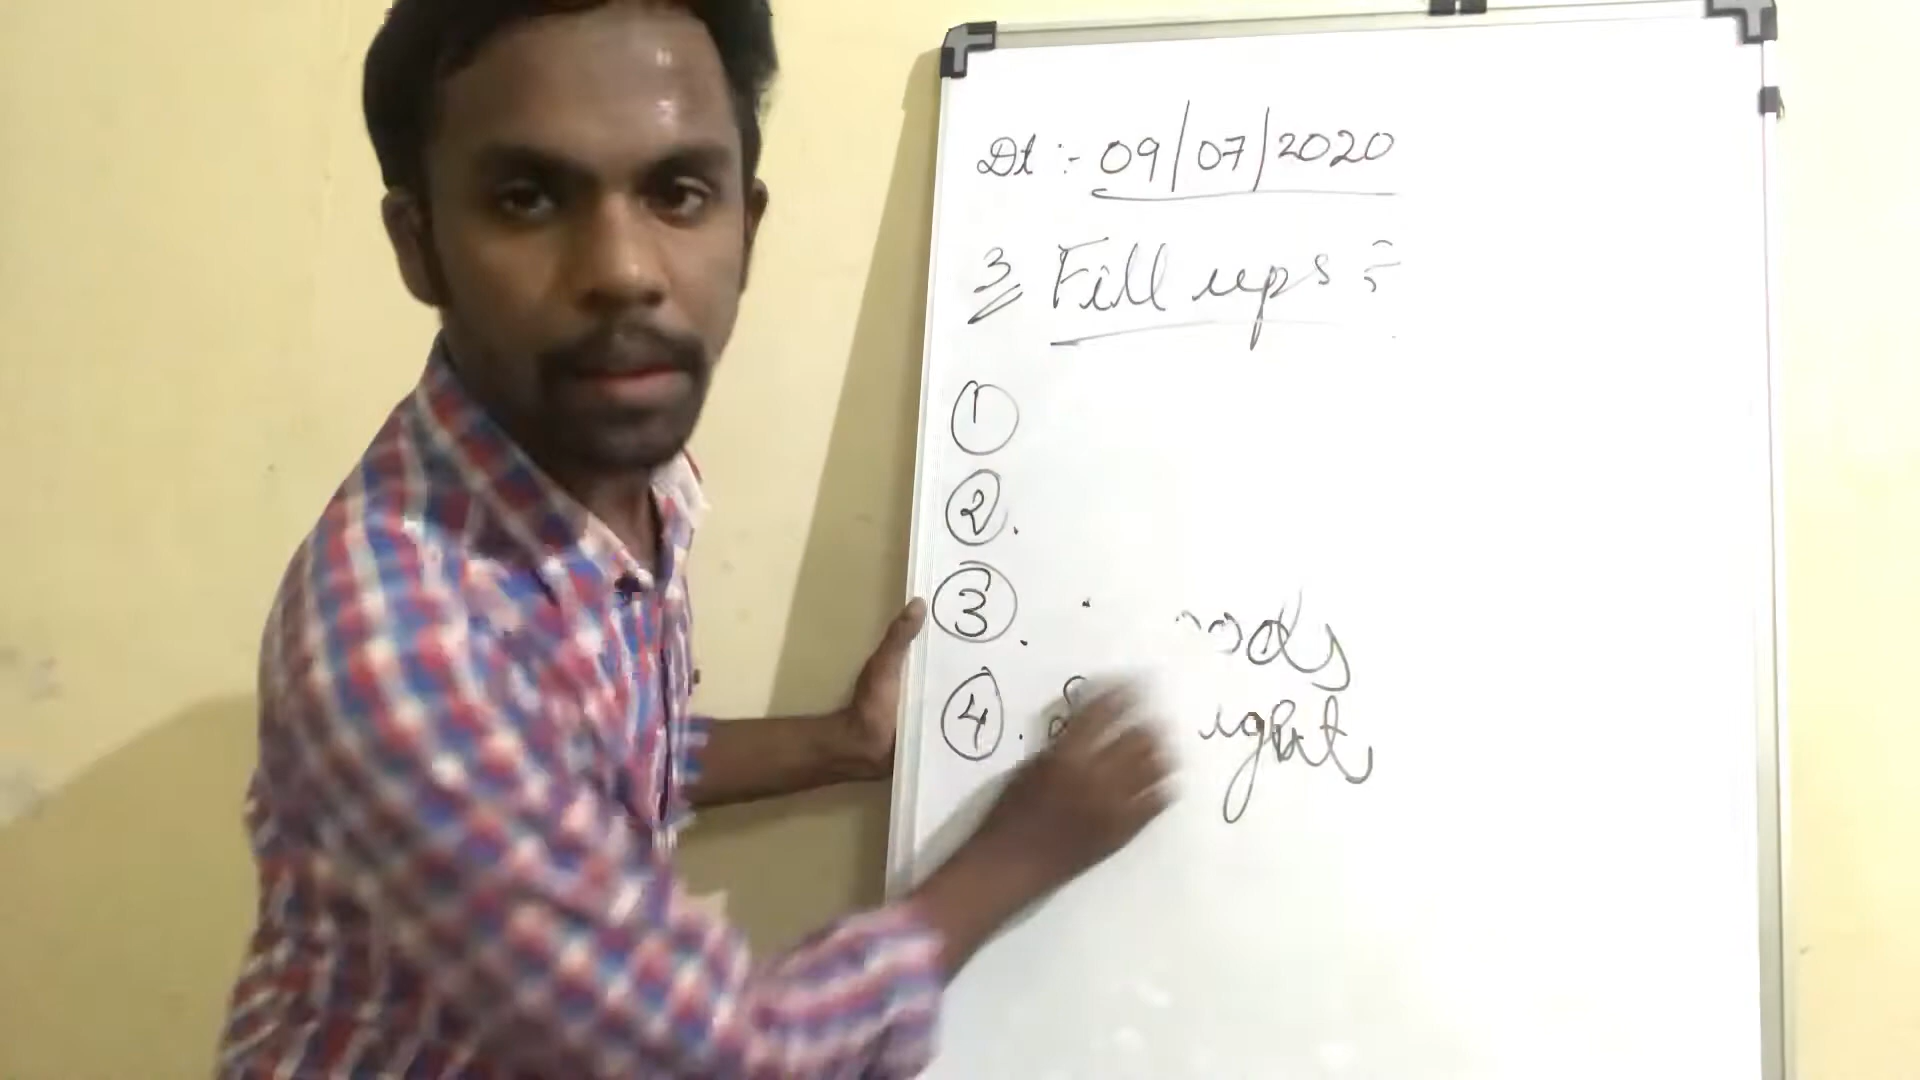 Dt :- 09/07/2020
3 Fill ups :-
①
②.
③.
④.